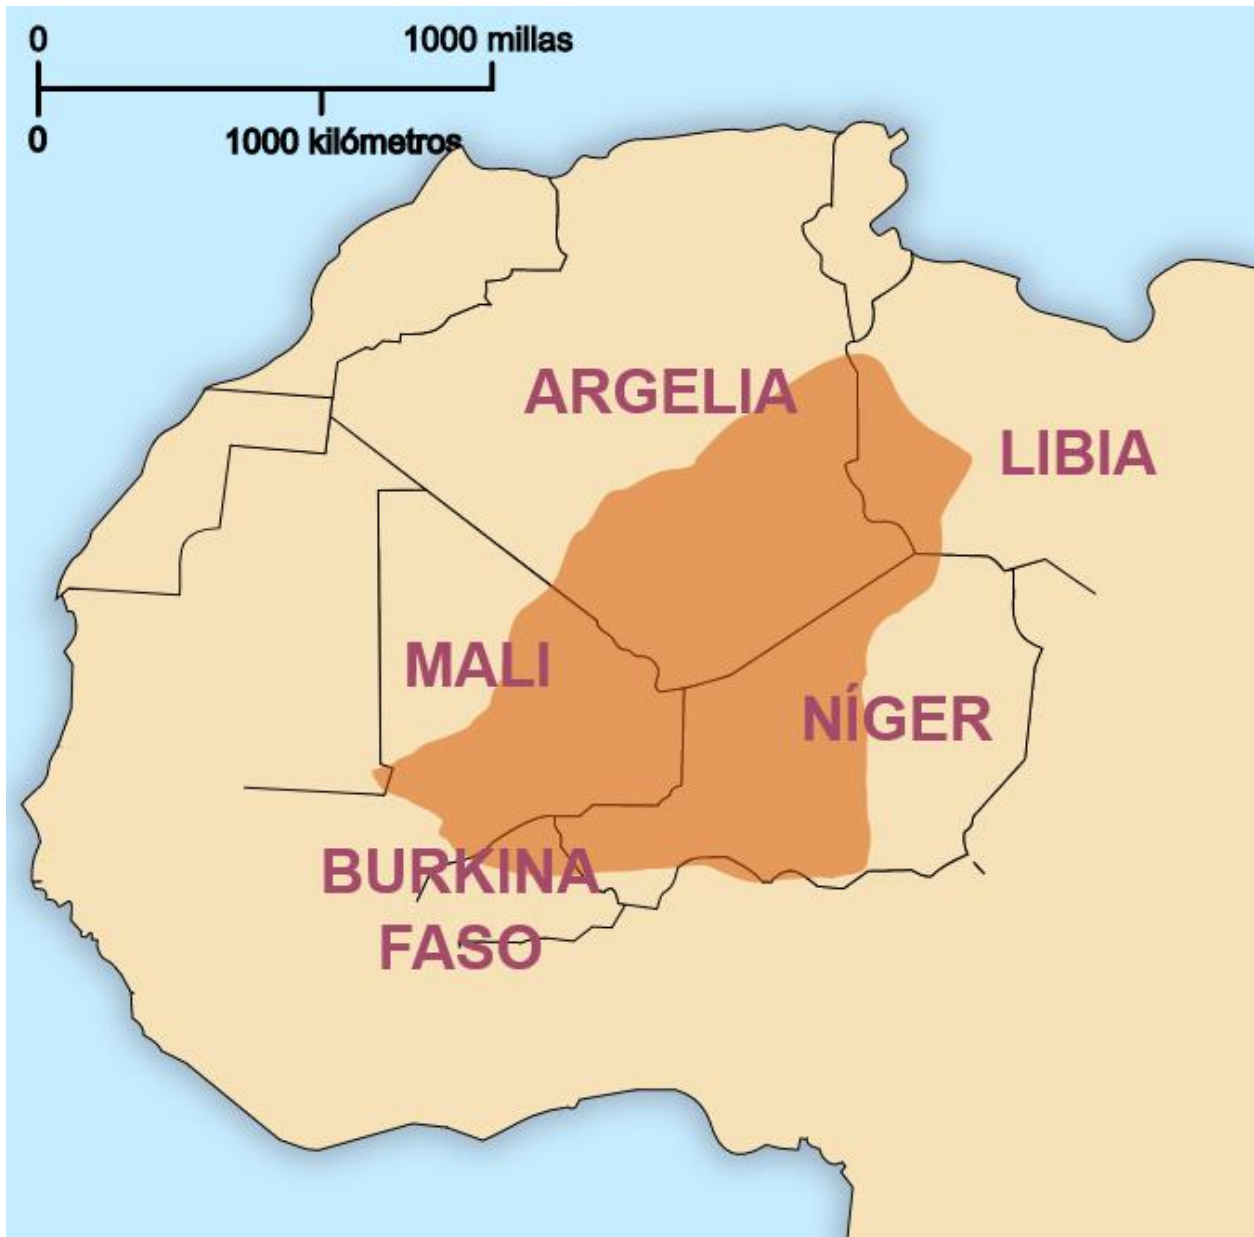 0
1000 millas
0
1000 kilómetros
ARGELIA
LIBIA
MALI
NÍGER
BURKINA
FASO